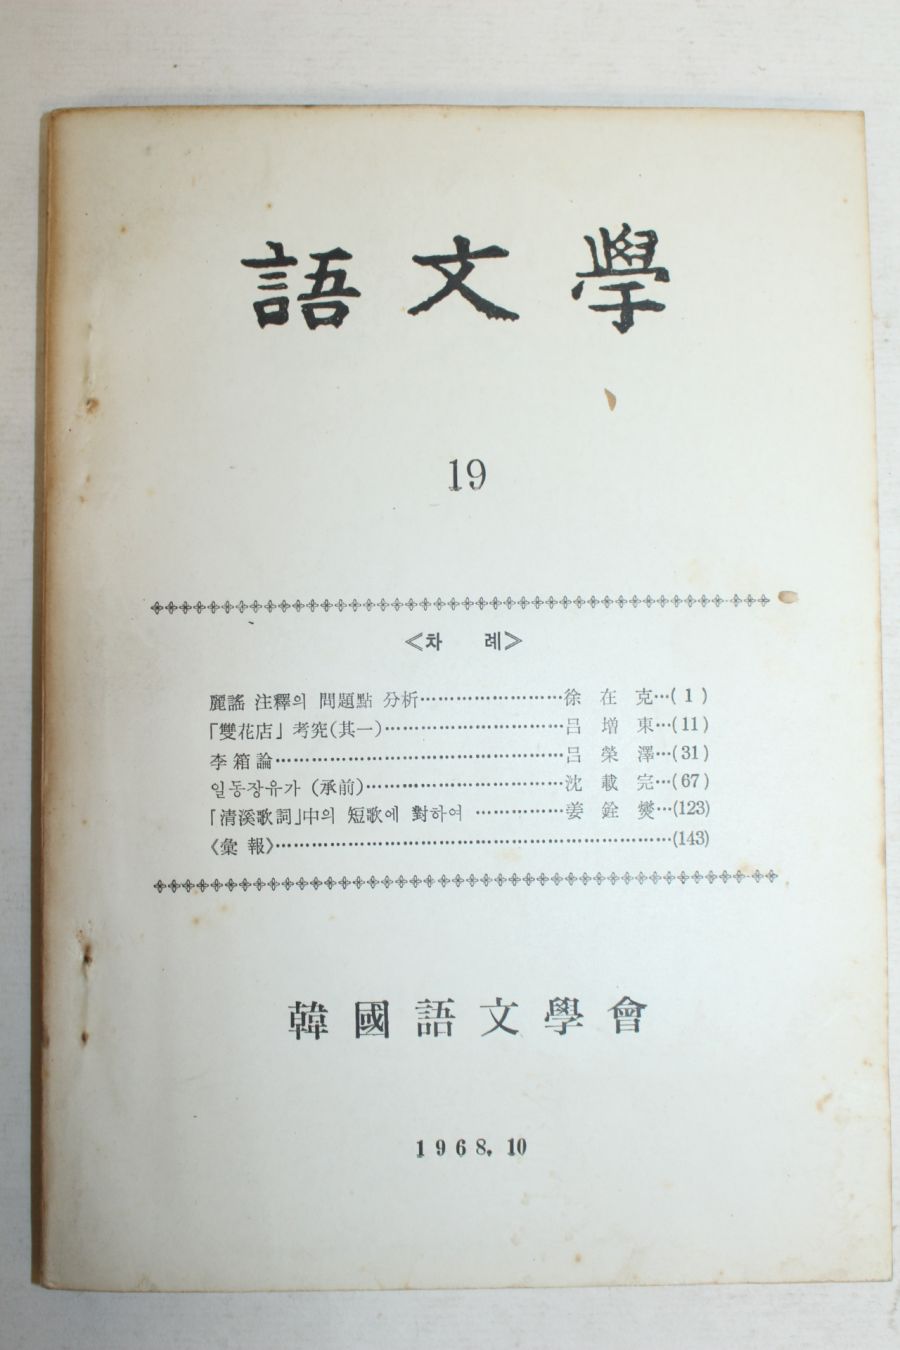 語文學
19
<차 례>
麗謠 注釋의 問題點 分析……………………徐 在 克…( 1 )
「雙花店」 考究(其一)…………………………呂 增 東…(11)
李箱論…………………………………………呂 榮 澤…(31)
일동장유가 (承前)……………………………沈 載 完…(67)
「清溪歌詞」中의 短歌에 對하여 ……………姜 銓 爕…(123)
《彙 報》…………………………………………………………(143)
韓國語文學會
1968. 10